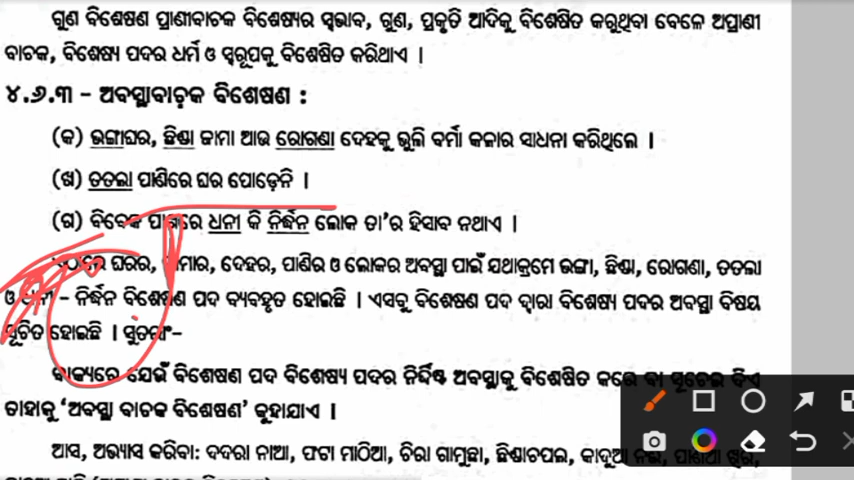 ଗୁଣ ବିଶେଷଣ ପ୍ରାଣୀବାଚକ ବିଶେଷ୍ୟର ସ୍ବଭାବ, ଗୁଣ, ପ୍ରକୃତି ଆଦିକୁ ବିଶେଷିତ କରୁଥିବା ବେଳେ ଅପ୍ରାଣୀ
ବାଚକ, ବିଶେଷ୍ୟ ପଦର ଧର୍ମ ଓ ସ୍ୱରୂପକୁ ବିଶେଷିତ କରିଥାଏ ।
୪.୬.୩ – ଅବସ୍ଥାବାଚକ ବିଶେଷଣ :
(କ) ଭଙ୍ଗାଘର, ଛିଣ୍ଡା ଜାମା ଆଉ ରୋଗଣା ଦେହକୁ ଭୁଲି ବର୍ମା କଳାର ସାଧନା କରିଥିଲେ ।
(ଖ) ତତଲା ପାଣିରେ ଘର ପୋଡ଼େନି ।
(ଗ) ବିବେକ ପାଖରେ ଧନୀ କି ନିର୍ଦ୍ଧନ ଲୋକ ତା'ର ହିସାବ ନଥାଏ ।
ଘରର, ଜାମାର, ଦେହର, ପାଣିର ଓ ଲୋକର ଅବସ୍ଥା ପାଇଁ ଯଥାକ୍ରମେ ଭଙ୍ଗା, ଛିଣ୍ଡା, ରୋଗଣା, ତତଲା
ଓ ଧନୀ – ନିର୍ଦ୍ଧନ ବିଶେଷଣ ପଦ ବ୍ୟବହୃତ ହୋଇଛି । ଏସବୁ ବିଶେଷଣ ପଦ ଦ୍ୱାରା ବିଶେଷ୍ୟ ପଦର ଅବସ୍ଥା ବିଷୟ
ସୂଚିତ ହୋଇଛି । ସୁତରାଂ–
ବାକ୍ୟରେ ଯେଉଁ ବିଶେଷଣ ପଦ ବିଶେଷ୍ୟ ପଦର ନିର୍ଦ୍ଦିଷ୍ଟ ଅବସ୍ଥାକୁ ବିଶେଷିତ କରେ ବା ସୂଚେଇ ଦିଏ
ତାହାକୁ ‘ଅବସ୍ଥା ବାଚକ ବିଶେଷଣ’ କୁହାଯାଏ ।
ଆସ, ଅଭ୍ୟାସ କରିବା: ଦଦରା ନାଆ, ଫଟା ମାଠିଆ, ଚିରା ଗାମୁଛା, ଛିଣ୍ଡାଚପଲ, କାଦୁଆ